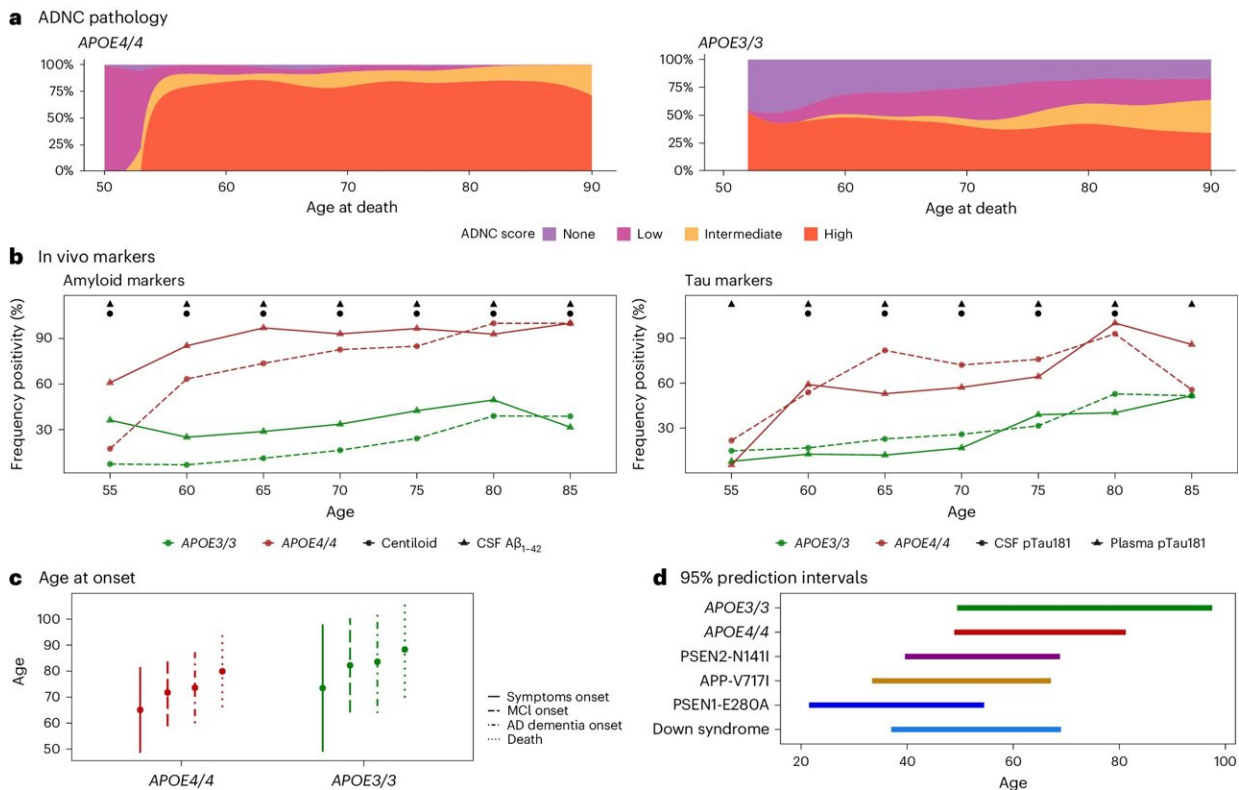 a ADNC pathology
APOE4/4
100%
75%
50%
25%
0%
50 60 70 80 90
Age at death
APOE3/3
100%
75%
50%
25%
0%
50 60 70 80 90
Age at death
ADNC score None Low Intermediate High
b In vivo markers
Amyloid markers
Frequency positivity (%)
90
60
30
55 60 65 70 75 80 85
Age
APOE3/3 APOE4/4 Centiloid CSF Aβ1–42
Tau markers
Frequency positivity (%)
90
60
30
55 60 65 70 75 80 85
Age
APOE3/3 APOE4/4 CSF pTau181 Plasma pTau181
c Age at onset
Age
100
90
80
70
60
50
APOE4/4 APOE3/3
Symptoms onset
MCI onset
AD dementia onset
Death
d 95% prediction intervals
APOE3/3
APOE4/4
PSEN2-N141I
APP-V717I
PSEN1-E280A
Down syndrome
20 40 60 80 100
Age